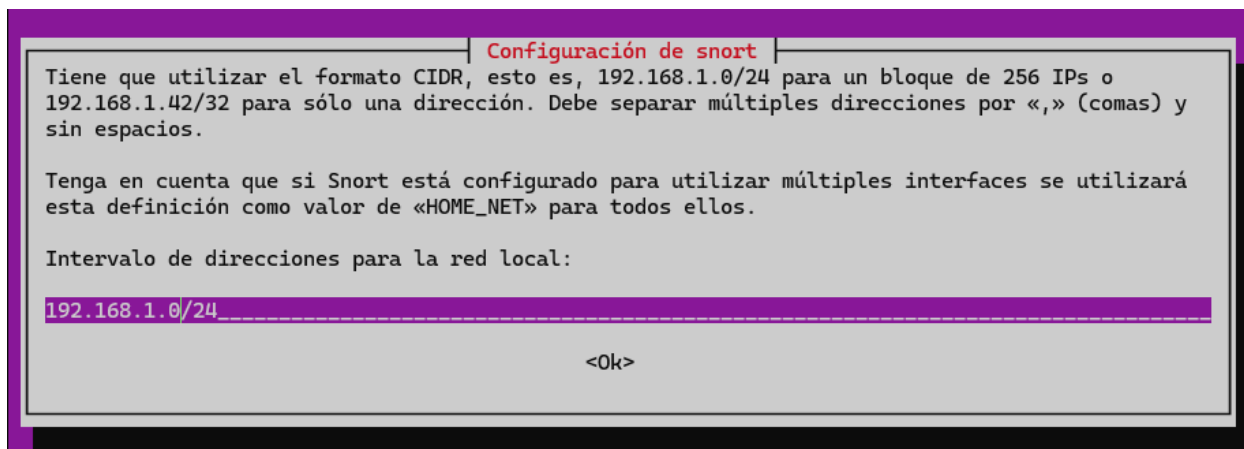 Configuración de snort
Tiene que utilizar el formato CIDR, esto es, 192.168.1.0/24 para un bloque de 256 IPs o
192.168.1.42/32 para sólo una dirección. Debe separar múltiples direcciones por «,» (comas) y
sin espacios.
Tenga en cuenta que si Snort está configurado para utilizar múltiples interfaces se utilizará
esta definición como valor de «HOME_NET» para todos ellos.
Intervalo de direcciones para la red local:
192.168.1.0/24_________________________________________________________________________________
<Ok>